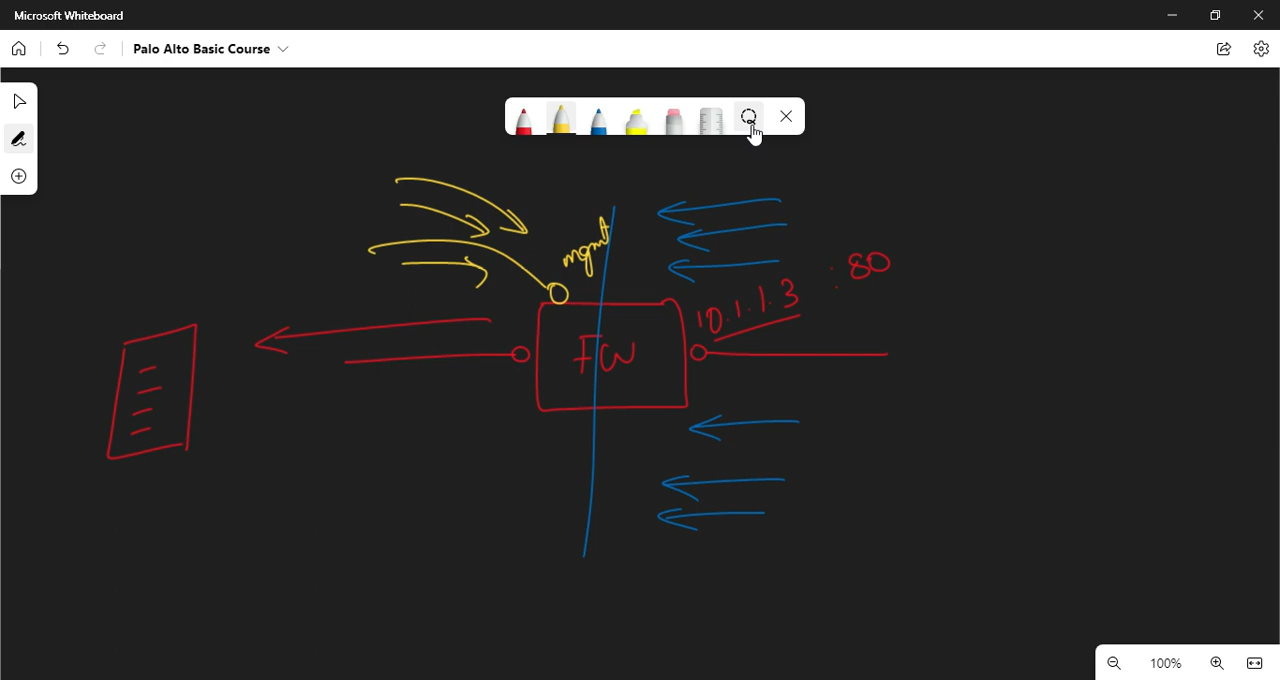 Microsoft Whiteboard
Palo Alto Basic Course
mgmt
: 80
10.1.1.3
FW
100%